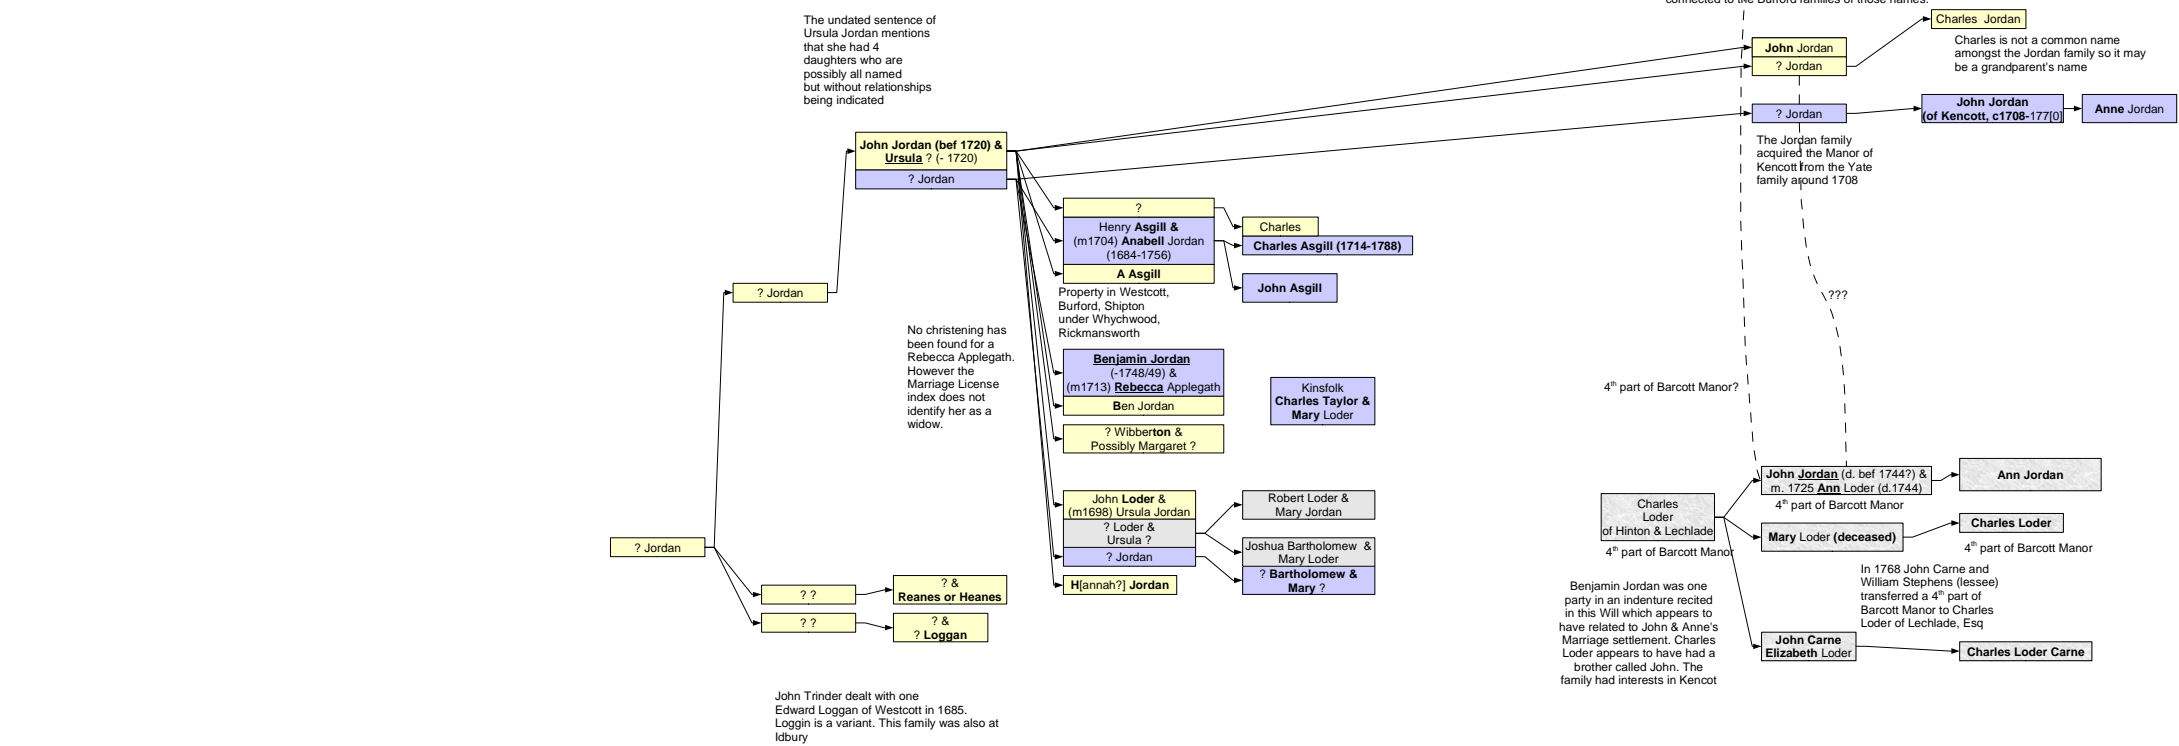 connected to the Burford families of those names.
The undated sentence of
Ursula Jordan mentions
that she had 4
daughters who are
possibly all named
but without relationships
being indicated
Charles Jordan
Charles is not a common name
amongst the Jordan family so it may
be a grandparent's name
John Jordan
? Jordan
? Jordan
John Jordan
(of Kencott, c1708-177[0]
Anne Jordan
The Jordan family
acquired the Manor of
Kencott from the Yate
family around 1708
John Jordan (bef 1720) &
Ursula ? (- 1720)
? Jordan
?
Henry Asgill &
(m1704) Anabell Jordan
(1684-1756)
A Asgill
Charles
Charles Asgill (1714-1788)
John Asgill
Property in Westcott,
Burford, Shipton
under Whychwood,
Rickmansworth
? Jordan
???
No christening has
been found for a
Rebecca Applegath.
However the
Marriage License
index does not
identify her as a
widow.
Benjamin Jordan
(-1748/49) &
(m1713) Rebecca Applegath
Ben Jordan
Kinsfolk
Charles Taylor &
Mary Loder
? Wibberton &
Possibly Margaret ?
4th part of Barcott Manor?
John Loder &
(m1698) Ursula Jordan
? Loder &
Ursula ?
? Jordan
H[annah?] Jordan
Robert Loder &
Mary Jordan
Joshua Bartholomew &
Mary Loder
? Bartholomew &
Mary ?
Charles
Loder
of Hinton & Lechlade
4th part of Barcott Manor
John Jordan (d. bef 1744?) &
m. 1725 Ann Loder (d.1744)
4th part of Barcott Manor
Ann Jordan
Mary Loder (deceased)
Charles Loder
4th part of Barcott Manor
In 1768 John Carne and
William Stephens (lessee)
transferred a 4th part of
Barcott Manor to Charles
Loder of Lechlade, Esq
John Carne
Elizabeth Loder
Charles Loder Carne
Benjamin Jordan was one
party in an indenture recited
in this Will which appears to
have related to John & Anne's
Marriage settlement. Charles
Loder appears to have had a
brother called John. The
family had interests in Kencot
? Jordan
? ?
? &
Reanes or Heanes
? ?
? &
? Loggan
John Trinder dealt with one
Edward Loggan of Westcott in 1685.
Loggin is a variant. This family was also at
Idbury